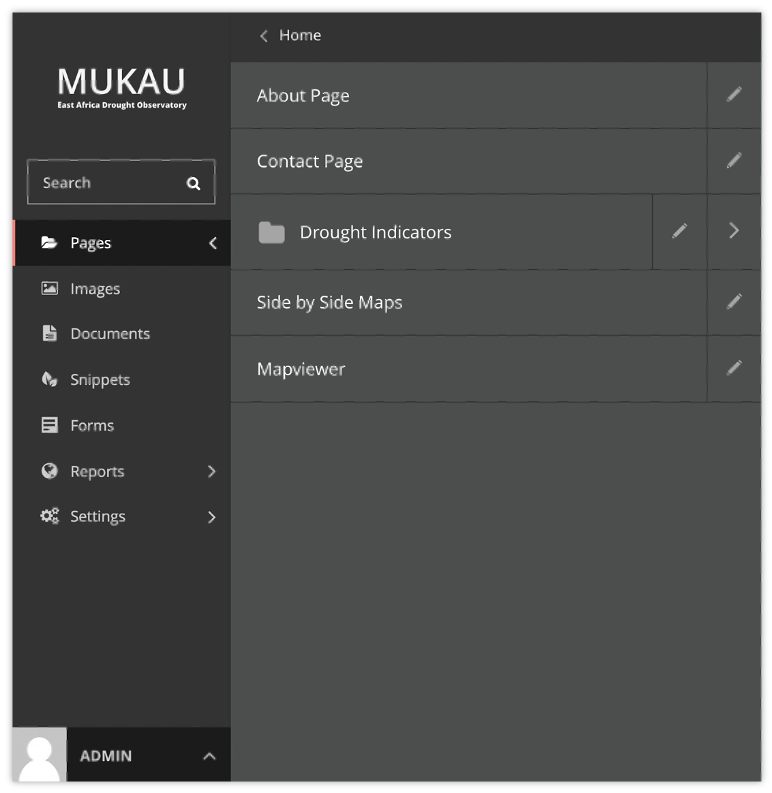 MUKAU
East Africa Drought Observatory
Search
Pages
Images
Documents
Snippets
Forms
Reports
Settings
ADMIN
Home
About Page
Contact Page
Drought Indicators
Side by Side Maps
Mapviewer